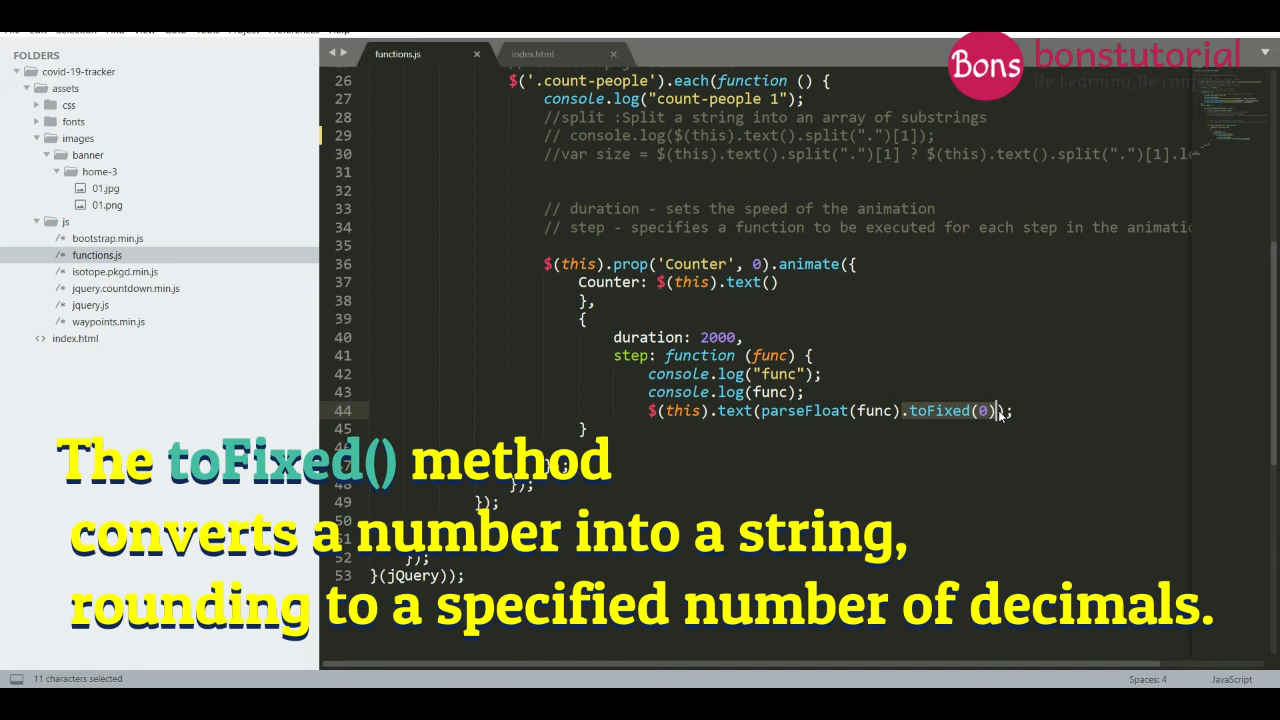 functions.js
index.html
Bons
bonstutorial
Be Learning,Be confident
FOLDERS
covid-19-tracker
assets
css
fonts
images
banner
home-3
01.jpg
01.png
js
/* bootstrap.min.js
/* functions.js
/* isotope.pkgd.min.js
/* jquery.countdown.min.js
/* jquery.js
/* waypoints.min.js
<> index.html
26 $('.count-people').each(function () {
27 console.log("count-people 1");
28 //split :Split a string into an array of substrings
29 // console.log($(this).text().split(".")[1]);
30 //var size = $(this).text().split(".")[1] ? $(this).text().split(".")[1].le
31
32
33 // duration - sets the speed of the animation
34 // step - specifies a function to be executed for each step in the animatio
35
36 $(this).prop('Counter', 0).animate({
37 Counter: $(this).text()
38 },
39 {
40 duration: 2000,
41 step: function (func) {
42 console.log("func");
43 console.log(func);
44 $(this).text(parseFloat(func).toFixed(0));
45 }
});
48 });
49 });
50
52 });
53 }(jQuery));
The toFixed() method
converts a number into a string,
rounding to a specified number of decimals.
11 characters selected
Spaces: 4
JavaScript